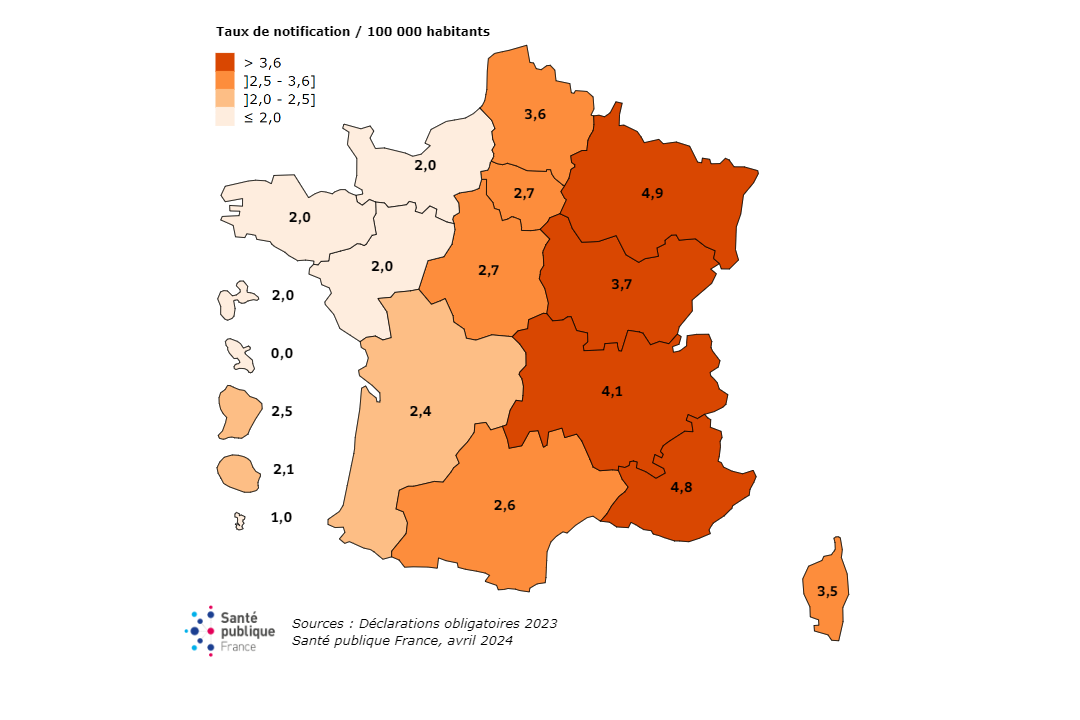 Taux de notification / 100 000 habitants
> 3,6
]2,5 - 3,6]
]2,0 - 2,5]
≤ 2,0
3,6
2,0
2,7
4,9
2,0
2,0
2,7
3,7
2,0
0,0
4,1
2,5
2,4
2,1
4,8
2,6
1,0
3,5
Santé
publique
France
Sources : Déclarations obligatoires 2023
Santé publique France, avril 2024